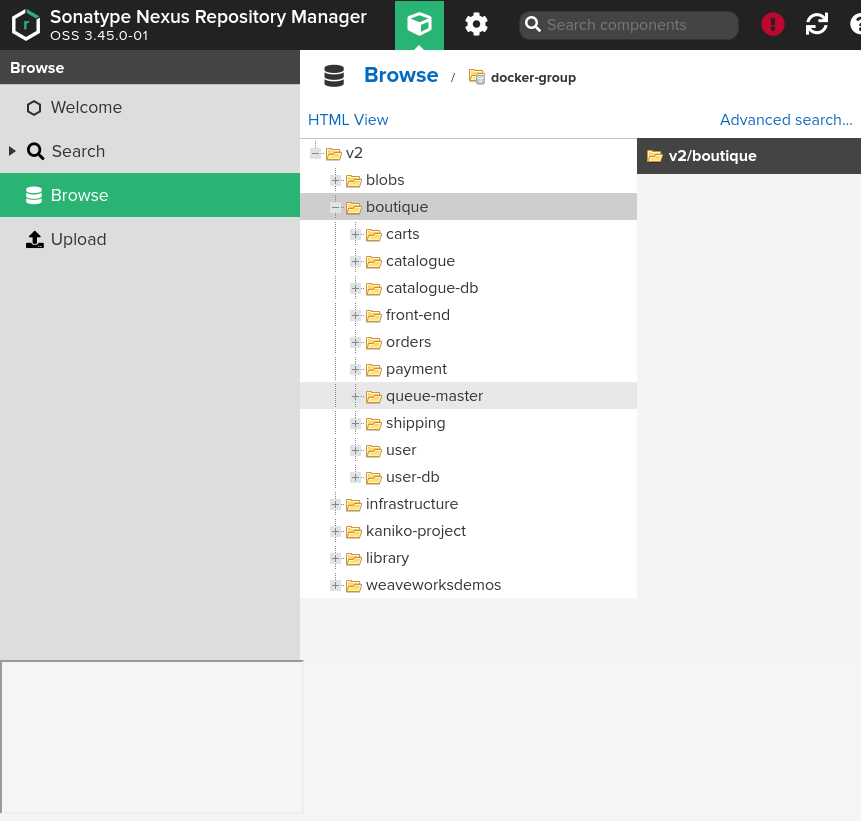 Sonatype Nexus Repository Manager
OSS 3.45.0-01
Search components
Browse
Welcome
Search
Browse
Upload
Browse / docker-group
HTML View
Advanced search...
v2
blobs
boutique
carts
catalogue
catalogue-db
front-end
orders
payment
queue-master
shipping
user
user-db
infrastructure
kaniko-project
library
weaveworksdemos
v2/boutique